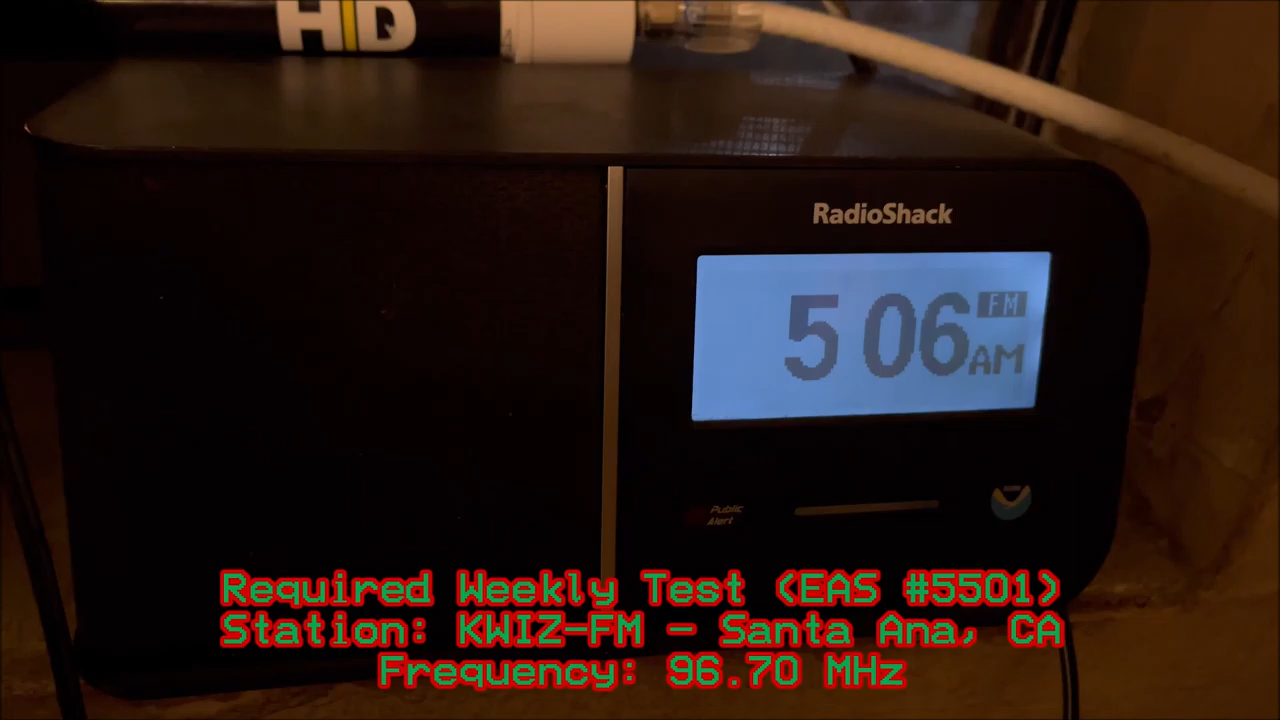 HD
RadioShack
5 06
FM
AM
Public
Alert
Required Weekly Test (EAS #5501)
Station: KWIZ-FM - Santa Ana, CA
Frequency: 96.70 MHz